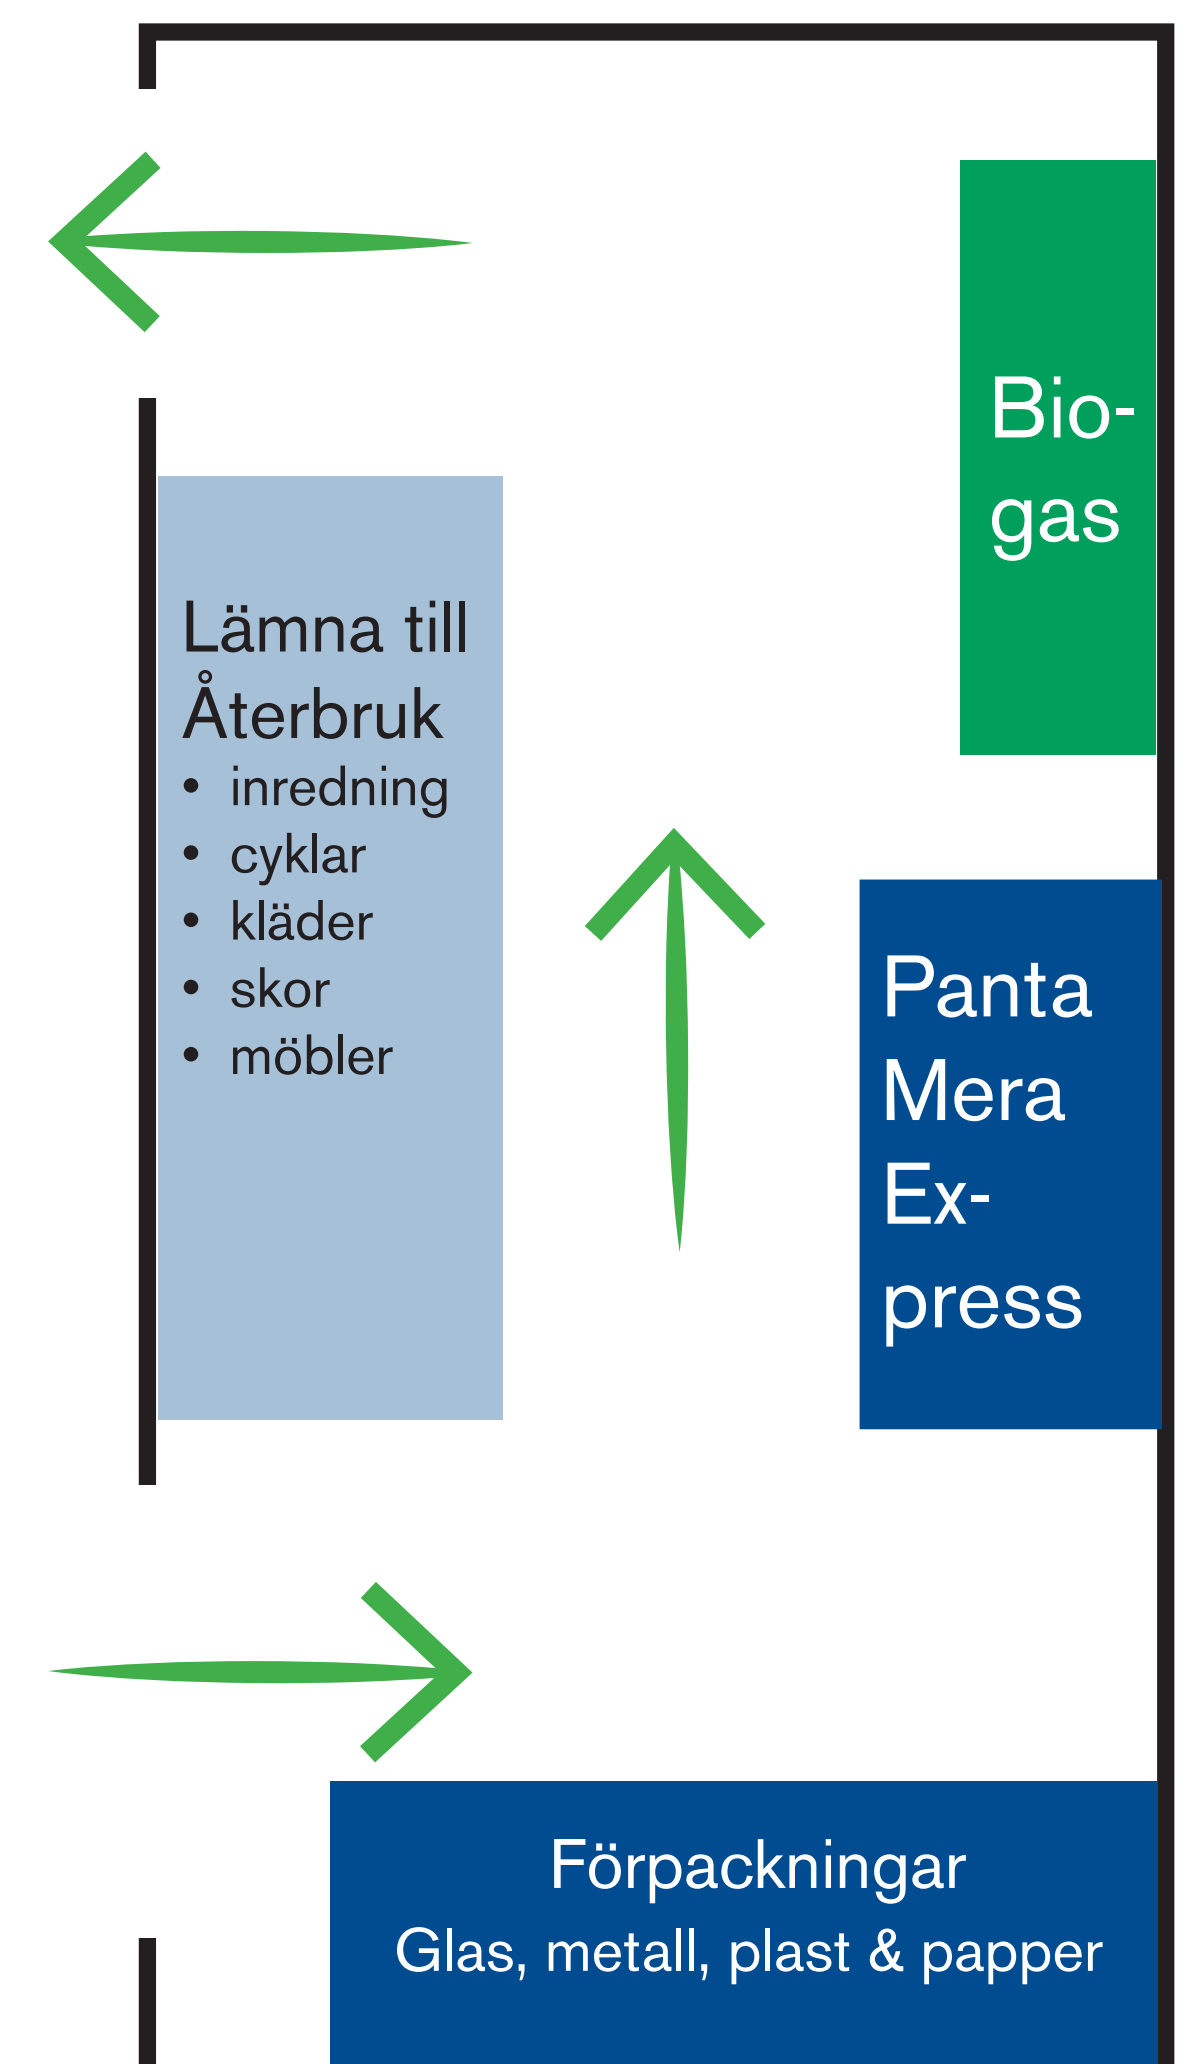 Bio-
gas
Lämna till
Återbruk
• inredning
• cyklar
• kläder
• skor
• möbler
Panta
Mera
Ex-
press
Förpackningar
Glas, metall, plast & papper